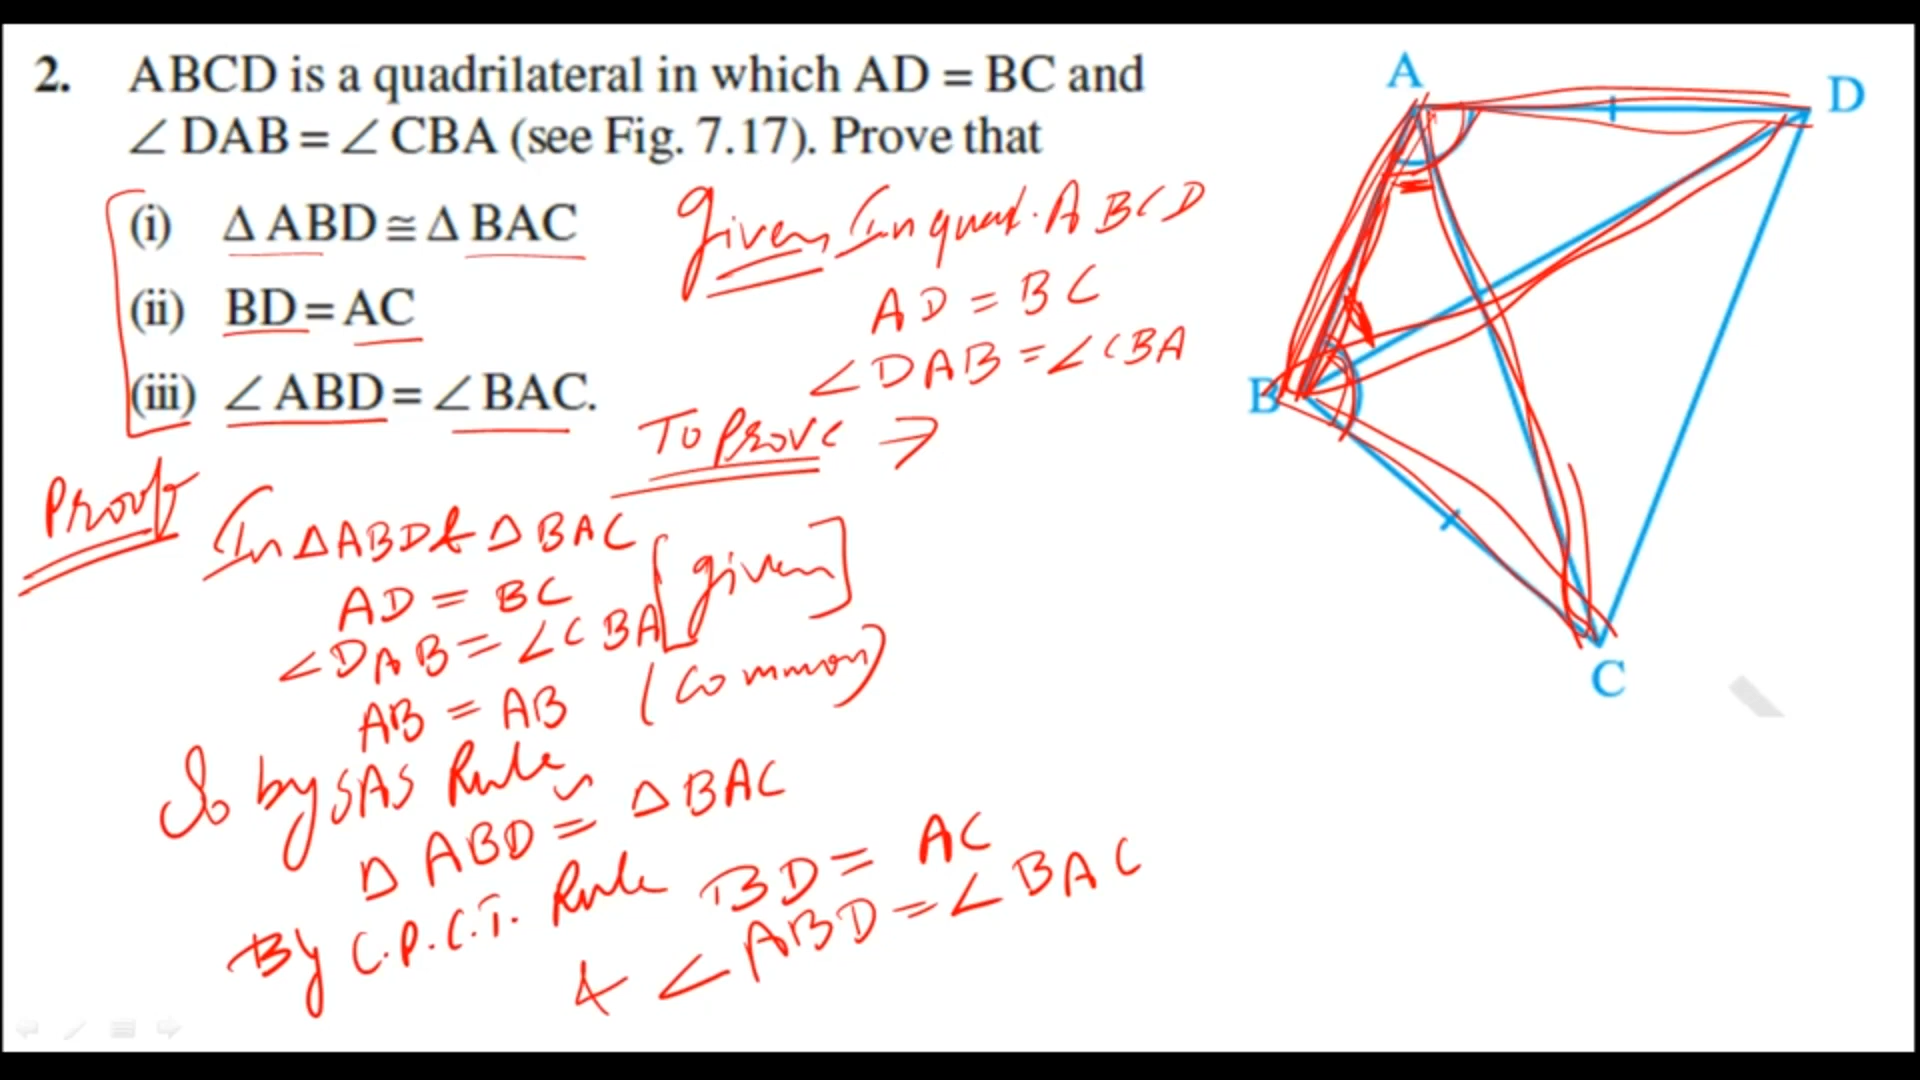 2. ABCD is a quadrilateral in which AD = BC and
∠ DAB = ∠ CBA (see Fig. 7.17). Prove that
(i) Δ ABD ≅ Δ BAC
(ii) BD = AC
(iii) ∠ ABD = ∠ BAC.
Given In quad. ABCD
AD = BC
∠DAB = ∠CBA
To Prove →
Proof In ΔABD & ΔBAC
AD = BC [given]
∠DAB = ∠CBA
AB = AB (Common)
So by SAS Rule
Δ ABD ≅ Δ BAC
By C.P.C.T. Rule BD = AC
& ∠ABD = ∠BAC
A
D
B
C